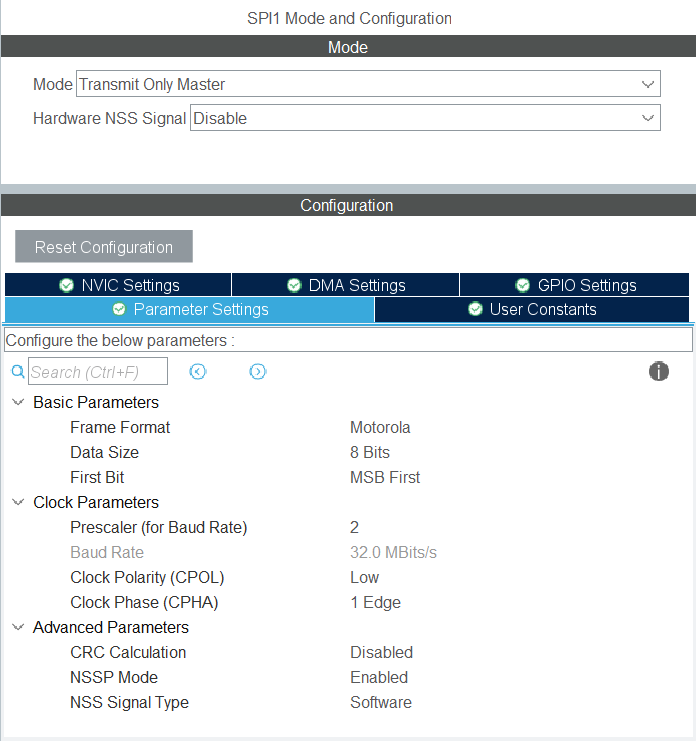 SPI1 Mode and Configuration
Mode
Mode Transmit Only Master
Hardware NSS Signal Disable
Configuration
Reset Configuration
NVIC Settings DMA Settings GPIO Settings
Parameter Settings User Constants
Configure the below parameters :
Search (Ctrl+F)
Basic Parameters
Frame Format Motorola
Data Size 8 Bits
First Bit MSB First
Clock Parameters
Prescaler (for Baud Rate) 2
Baud Rate 32.0 MBits/s
Clock Polarity (CPOL) Low
Clock Phase (CPHA) 1 Edge
Advanced Parameters
CRC Calculation Disabled
NSSP Mode Enabled
NSS Signal Type Software